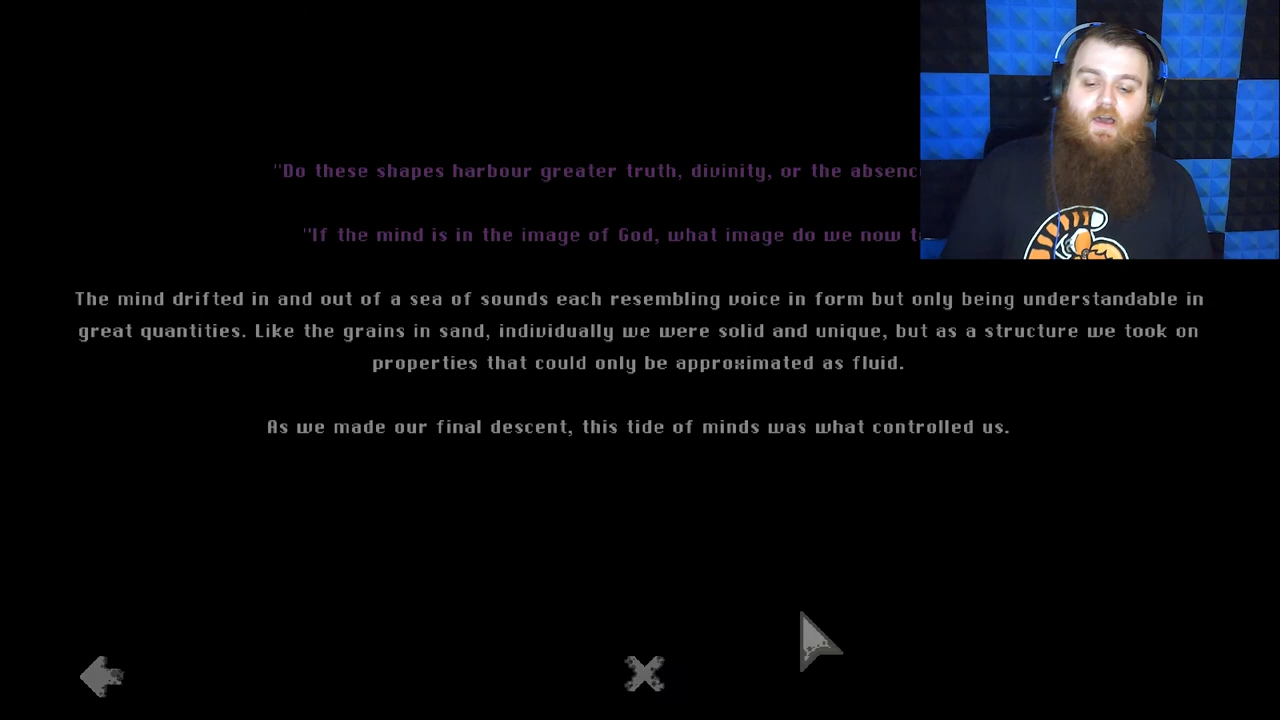 "Do these shapes harbour greater truth, divinity, or the absence
"If the mind is in the image of God, what image do we now
The mind drifted in and out of a sea of sounds each resembling voice in form but only being understandable in
great quantities. Like the grains in sand, individually we were solid and unique, but as a structure we took on
properties that could only be approximated as fluid.
As we made our final descent, this tide of minds was what controlled us.